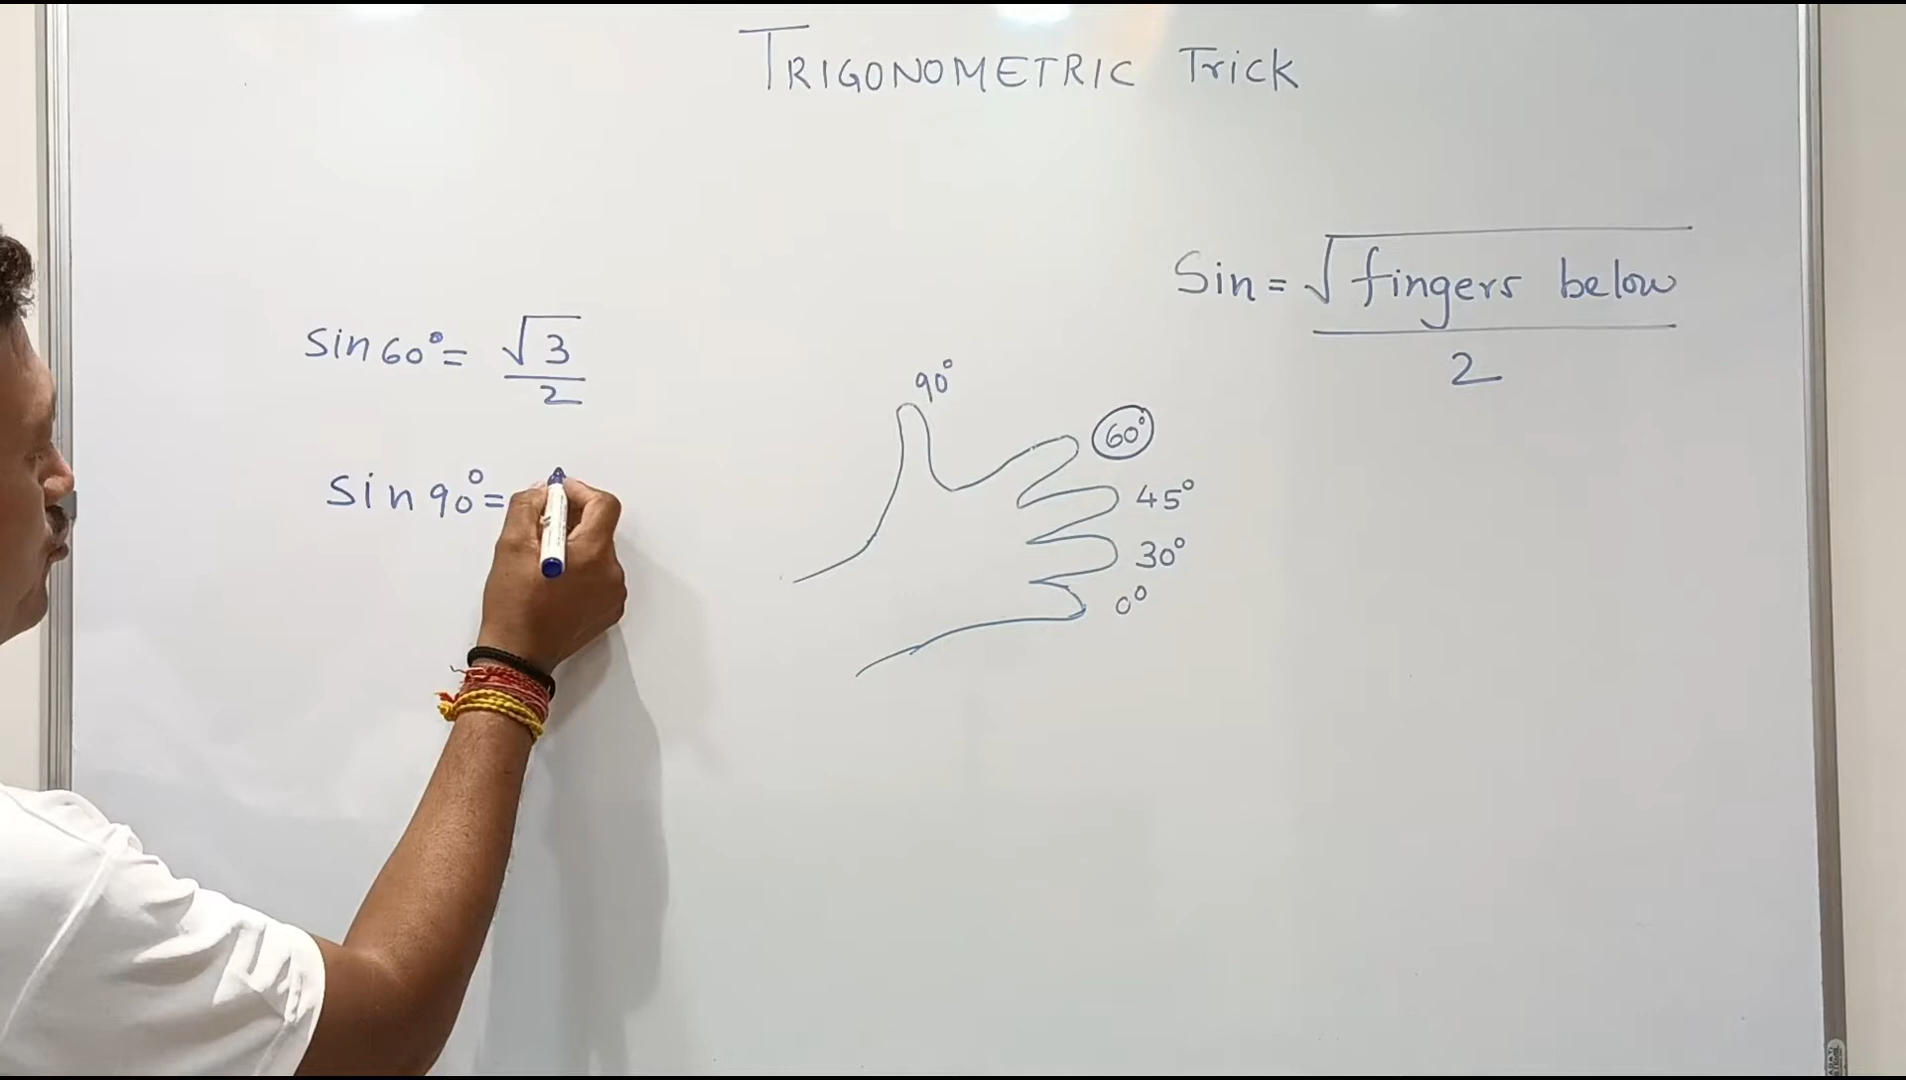 TRIGONOMETRIC Trick
Sin = √fingers below / 2
sin 60° = √3 / 2
90°
60°
45°
sin 90° =
30°
0°